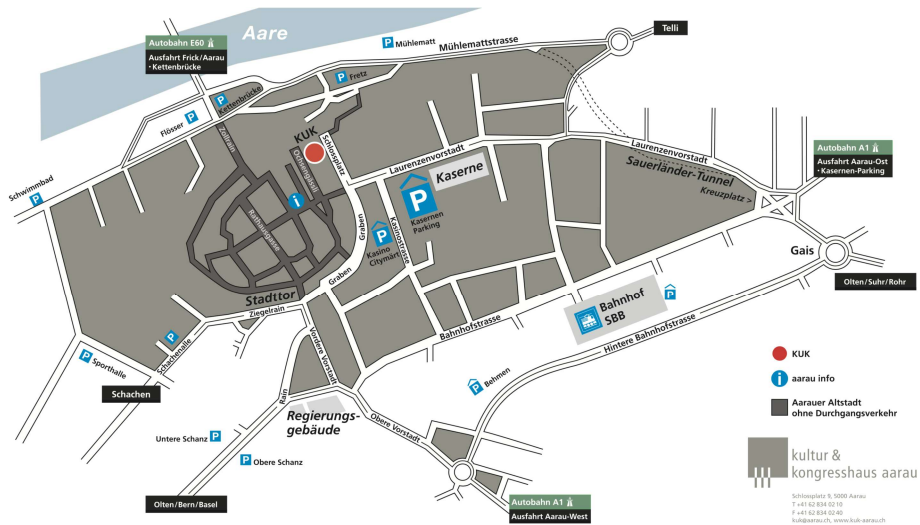 Aare
Autobahn E60
Ausfahrt Frick/Aarau
·Kettenbrücke
P Mühlematt
Mühlemattstrasse
Telli
P Fretz
P
Kettenbrücke
P
Flösser
Zollrain
KUK
Schlossplatz
Ochsengässli
Laurenzenvorstadt
Laurenzenvorstadt
Autobahn A1
Ausfahrt Aarau-Ost
·Kasernen-Parking
Schwimmbad
P
Kaserne
Sauerländer-Tunnel
Kreuzplatz >
P
Kasernen
Parking
i
Rathausgasse
Graben
Kasinostrasse
P
Kasino
Citymärt
Gais
Graben
Olten/Suhr/Rohr
Stadttor
Ziegelrain
Bahnhof
SBB
P
Bahnhofstrasse
Hintere Bahnhofstrasse
P
Schachenalle
Vordere Vorstadt
P Sporthalle
P Behmen
KUK
i aarau info
Schachen
Rain
Aarauer Altstadt
ohne Durchgangsverkehr
Regierungs-
gebäude
Obere Vorstadt
Untere Schanz P
P Obere Schanz
kultur &
kongresshaus aarau
Olten/Bern/Basel
Autobahn A1
Ausfahrt Aarau-West
Schlossplatz 9, 5000 Aarau
T +41 62 834 02 10
F +41 62 834 02 40
kuk@aarau.ch, www.kuk-aarau.ch